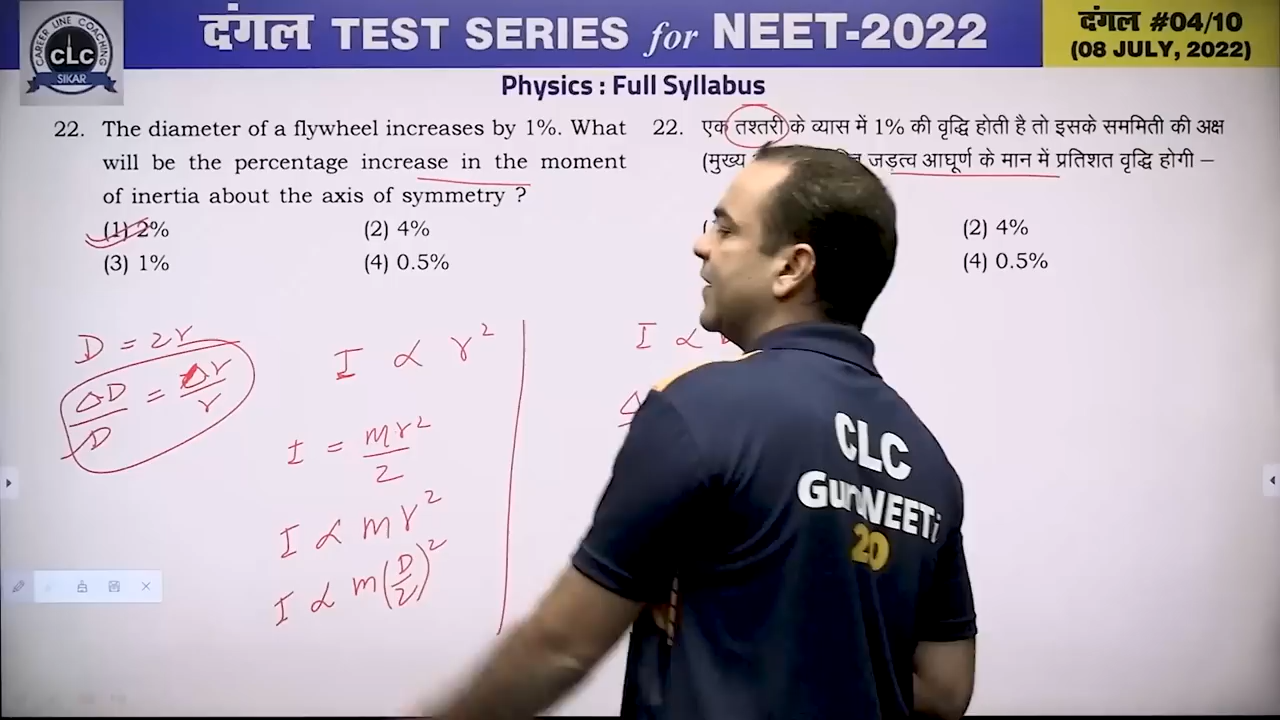 CAREER LINE COACHING
CLC
SIKAR
दंगल TEST SERIES for NEET-2022
दंगल #04/10
(08 JULY, 2022)
Physics : Full Syllabus
22. The diameter of a flywheel increases by 1%. What
will be the percentage increase in the moment
of inertia about the axis of symmetry ?
(1) 2%
(2) 4%
(3) 1%
(4) 0.5%
22. एक तश्तरी के व्यास में 1% की वृद्धि होती है तो इसके सममिती की अक्ष
(मुख्य जड़त्व आघूर्ण के मान में प्रतिशत वृद्धि होगी –
(2) 4%
(4) 0.5%
D = 2r
ΔD/D = Δr/r
I ∝ r²
I = mr²/2
I ∝ mr²
I ∝ m(D/2)²
I ∝
CLC
20